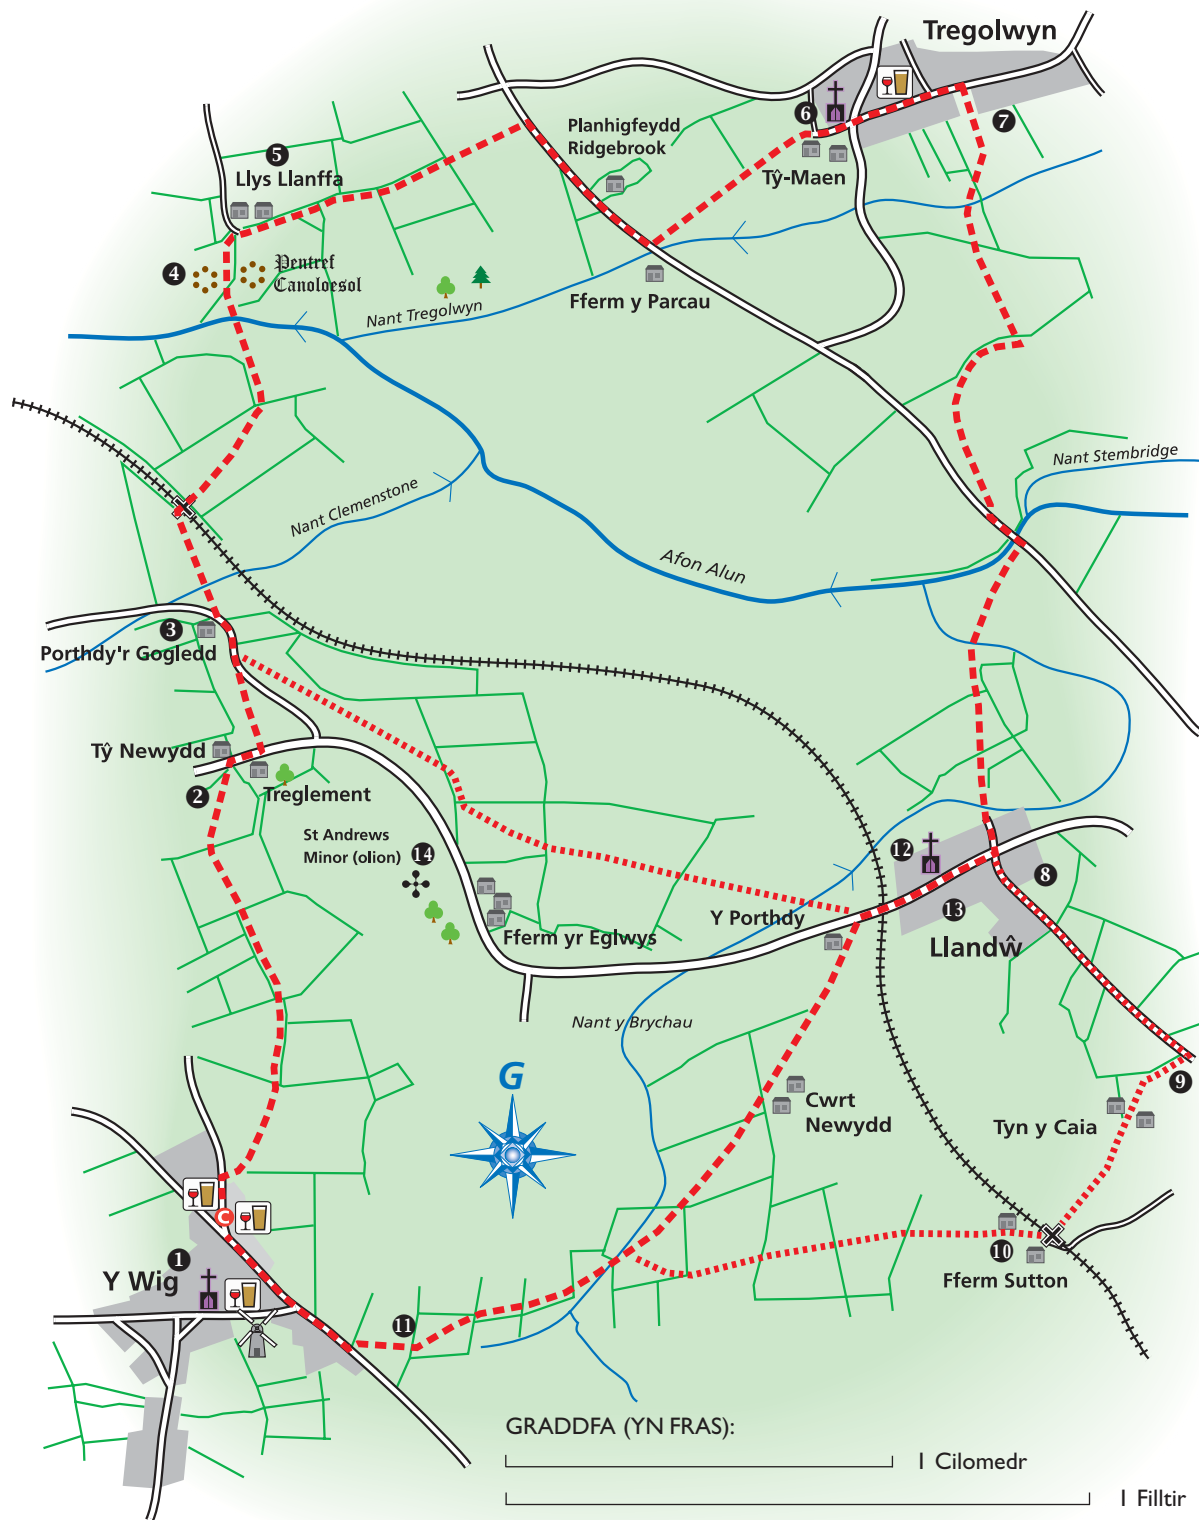 Tregolwyn
6
7
Planhigfeydd
Ridgebrook
Tŷ-Maen
5
Llys Llanffa
4
Pentref
Canoloesol
Nant Tregolwyn
Fferm y Parcau
Nant Stembridge
Nant Clemenstone
Afon Alun
3
Porthdy'r Gogledd
Tŷ Newydd
2
Treglement
St Andrews
Minor (olion)
14
12
8
13
Y Porthdy
Llandŵ
Fferm yr Eglwys
Nant y Brychau
9
G
Cwrt
Newydd
Tyn y Caia
C
1
Y Wig
10
Fferm Sutton
11
GRADDFA (YN FRAS):
1 Cilomedr
1 Filltir